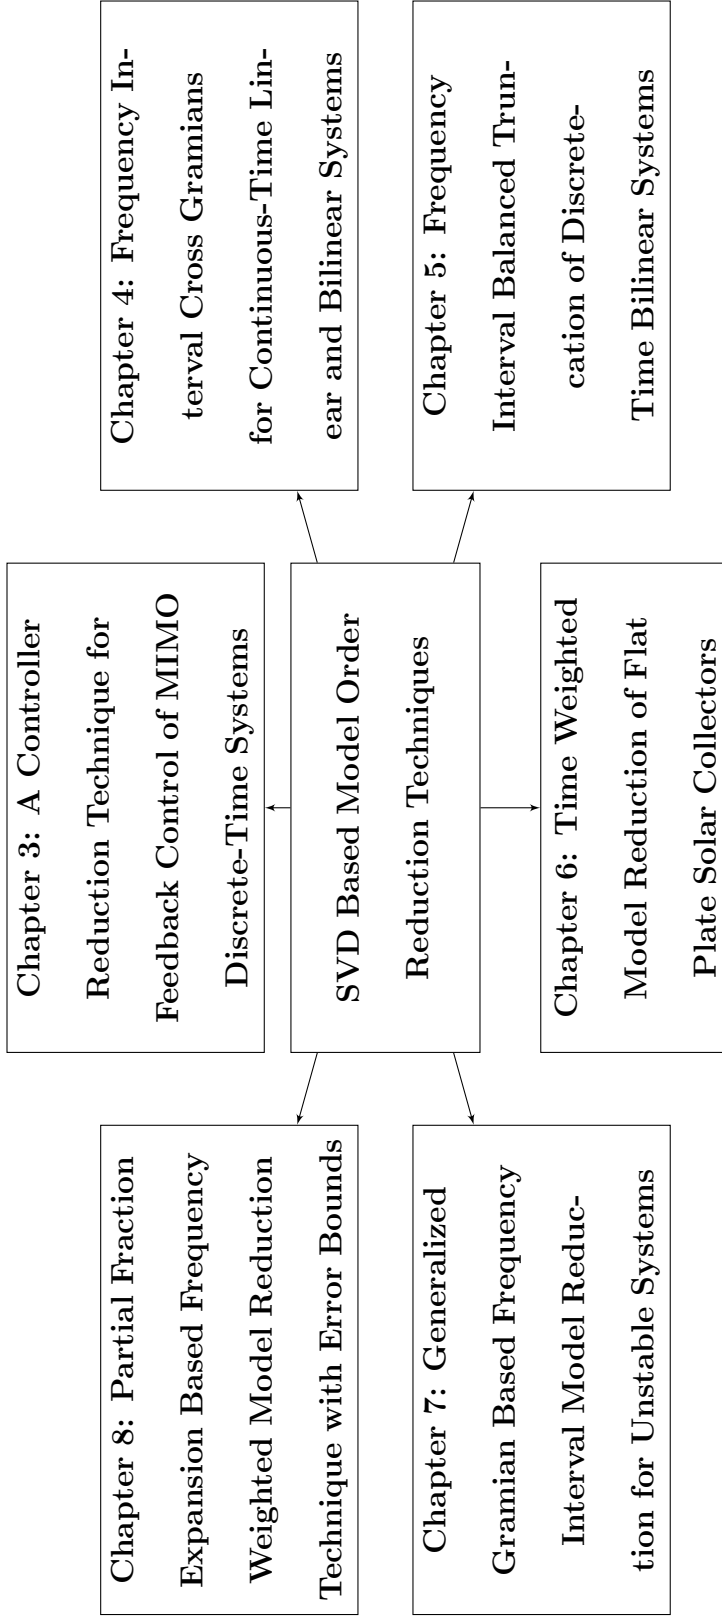 Chapter 3: A Controller
Reduction Technique for
Feedback Control of MIMO
Discrete-Time Systems
Chapter 8: Partial Fraction
Expansion Based Frequency
Weighted Model Reduction
Technique with Error Bounds
Chapter 4: Frequency In-
terval Cross Gramians
for Continuous-Time Lin-
ear and Bilinear Systems
SVD Based Model Order
Reduction Techniques
Chapter 7: Generalized
Gramian Based Frequency
Interval Model Reduc-
tion for Unstable Systems
Chapter 5: Frequency
Interval Balanced Trun-
cation of Discrete-
Time Bilinear Systems
Chapter 6: Time Weighted
Model Reduction of Flat
Plate Solar Collectors